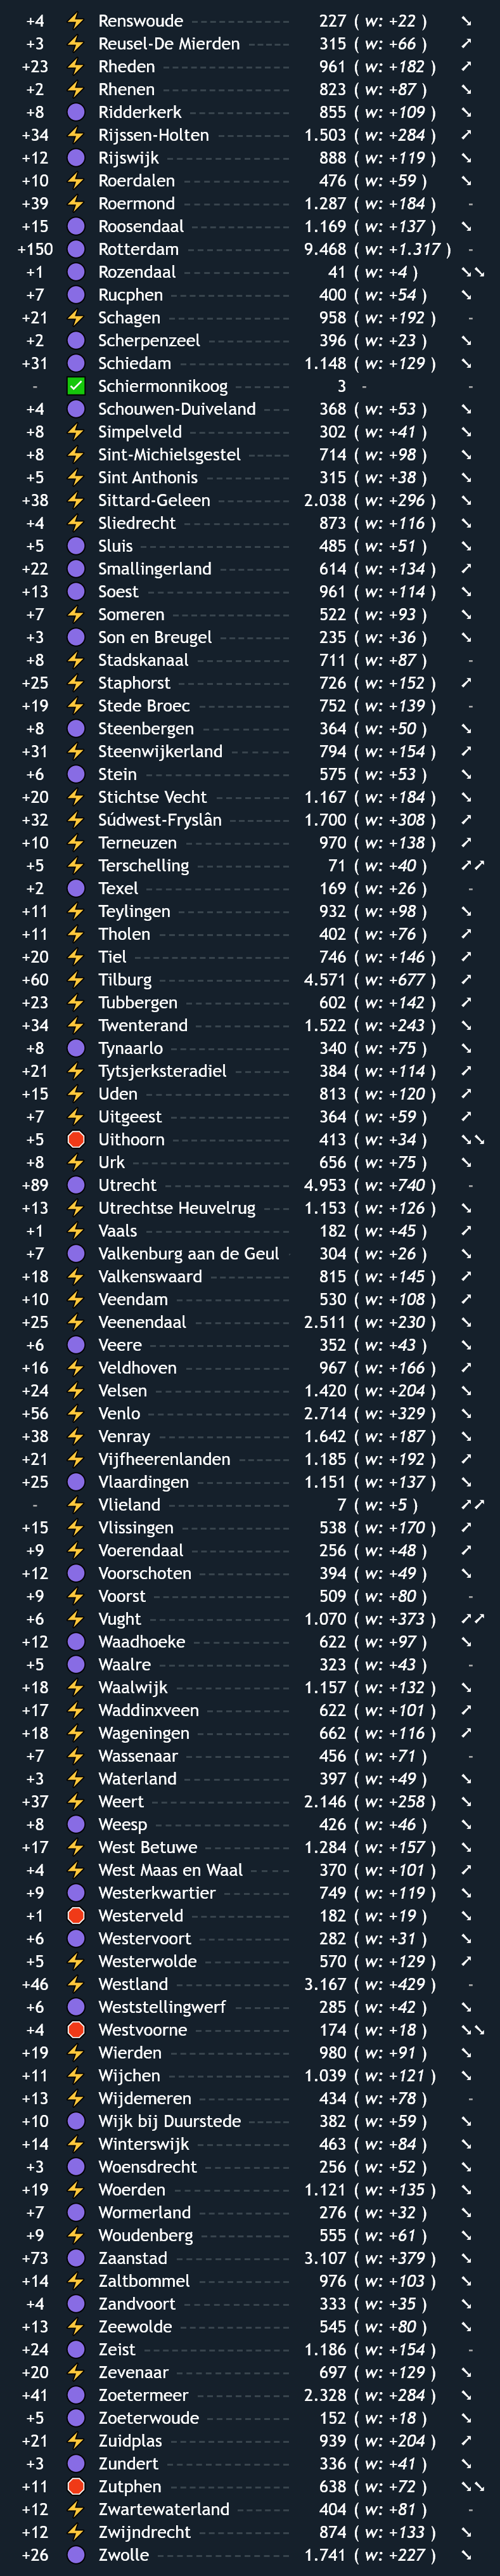 +4 ⚡ Renswoude 227 ( w: +22 ) ➘
+3 ⚡ Reusel-De Mierden 315 ( w: +66 ) ➚
+23 ⚡ Rheden 961 ( w: +182 ) ➚
+2 ⚡ Rhenen 823 ( w: +87 ) ➘
+8 🟣 Ridderkerk 855 ( w: +109 ) ➘
+34 ⚡ Rijssen-Holten 1.503 ( w: +284 ) ➚
+12 🟣 Rijswijk 888 ( w: +119 ) ➘
+10 ⚡ Roerdalen 476 ( w: +59 ) ➘
+39 ⚡ Roermond 1.287 ( w: +184 ) -
+15 🟣 Roosendaal 1.169 ( w: +137 ) ➘
+150 🟣 Rotterdam 9.468 ( w: +1.317 ) -
+1 🟣 Rozendaal 41 ( w: +4 ) ➘➘
+7 🟣 Rucphen 400 ( w: +54 ) ➘
+21 ⚡ Schagen 958 ( w: +192 ) -
+2 🟣 Scherpenzeel 396 ( w: +23 ) ➘
+31 🟣 Schiedam 1.148 ( w: +129 ) ➘
- ✅ Schiermonnikoog 3 - -
+4 🟣 Schouwen-Duiveland 368 ( w: +53 ) ➘
+8 ⚡ Simpelveld 302 ( w: +41 ) ➘
+8 ⚡ Sint-Michielsgestel 714 ( w: +98 ) ➘
+5 ⚡ Sint Anthonis 315 ( w: +38 ) ➘
+38 ⚡ Sittard-Geleen 2.038 ( w: +296 ) ➘
+4 ⚡ Sliedrecht 873 ( w: +116 ) ➘
+5 🟣 Sluis 485 ( w: +51 ) ➘
+22 🟣 Smallingerland 614 ( w: +134 ) ➚
+13 🟣 Soest 961 ( w: +114 ) ➘
+7 ⚡ Someren 522 ( w: +93 ) ➘
+3 🟣 Son en Breugel 235 ( w: +36 ) ➘
+8 ⚡ Stadskanaal 711 ( w: +87 ) -
+25 ⚡ Staphorst 726 ( w: +152 ) ➚
+19 ⚡ Stede Broec 752 ( w: +139 ) -
+8 🟣 Steenbergen 364 ( w: +50 ) ➘
+31 ⚡ Steenwijkerland 794 ( w: +154 ) ➚
+6 🟣 Stein 575 ( w: +53 ) ➘
+20 ⚡ Stichtse Vecht 1.167 ( w: +184 ) ➘
+32 ⚡ Súdwest-Fryslân 1.700 ( w: +308 ) ➚
+10 ⚡ Terneuzen 970 ( w: +138 ) ➚
+5 ⚡ Terschelling 71 ( w: +40 ) ➚➚
+2 🟣 Texel 169 ( w: +26 ) -
+11 ⚡ Teylingen 932 ( w: +98 ) ➘
+11 ⚡ Tholen 402 ( w: +76 ) ➚
+20 ⚡ Tiel 746 ( w: +146 ) ➚
+60 ⚡ Tilburg 4.571 ( w: +677 ) ➚
+23 ⚡ Tubbergen 602 ( w: +142 ) ➚
+34 ⚡ Twenterand 1.522 ( w: +243 ) ➘
+8 🟣 Tynaarlo 340 ( w: +75 ) ➘
+21 ⚡ Tytsjerksteradiel 384 ( w: +114 ) ➚
+15 ⚡ Uden 813 ( w: +120 ) ➚
+7 ⚡ Uitgeest 364 ( w: +59 ) ➚
+5 🛑 Uithoorn 413 ( w: +34 ) ➘➘
+8 ⚡ Urk 656 ( w: +75 ) ➘
+89 🟣 Utrecht 4.953 ( w: +740 ) -
+13 ⚡ Utrechtse Heuvelrug 1.153 ( w: +126 ) ➘
+1 ⚡ Vaals 182 ( w: +45 ) ➚
+7 🟣 Valkenburg aan de Geul 304 ( w: +26 ) ➘
+18 ⚡ Valkenswaard 815 ( w: +145 ) ➚
+10 ⚡ Veendam 530 ( w: +108 ) ➚
+25 ⚡ Veenendaal 2.511 ( w: +230 ) ➘
+6 🟣 Veere 352 ( w: +43 ) ➘
+16 ⚡ Veldhoven 967 ( w: +166 ) ➚
+24 ⚡ Velsen 1.420 ( w: +204 ) ➘
+56 ⚡ Venlo 2.714 ( w: +329 ) ➘
+38 ⚡ Venray 1.642 ( w: +187 ) ➘
+21 ⚡ Vijfheerenlanden 1.185 ( w: +192 ) ➚
+25 🟣 Vlaardingen 1.151 ( w: +137 ) ➘
- ⚡ Vlieland 7 ( w: +5 ) ➚➚
+15 ⚡ Vlissingen 538 ( w: +170 ) ➚
+9 ⚡ Voerendaal 256 ( w: +48 ) ➚
+12 🟣 Voorschoten 394 ( w: +49 ) ➘
+9 ⚡ Voorst 509 ( w: +80 ) -
+6 ⚡ Vught 1.070 ( w: +373 ) ➚➚
+12 🟣 Waadhoeke 622 ( w: +97 ) ➘
+5 🟣 Waalre 323 ( w: +43 ) -
+18 ⚡ Waalwijk 1.157 ( w: +132 ) ➘
+17 ⚡ Waddinxveen 622 ( w: +101 ) ➚
+18 ⚡ Wageningen 662 ( w: +116 ) ➚
+7 ⚡ Wassenaar 456 ( w: +71 ) -
+3 ⚡ Waterland 397 ( w: +49 ) ➘
+37 ⚡ Weert 2.146 ( w: +258 ) ➘
+8 🟣 Weesp 426 ( w: +46 ) ➘
+17 ⚡ West Betuwe 1.284 ( w: +157 ) ➘
+4 ⚡ West Maas en Waal 370 ( w: +101 ) ➚
+9 🟣 Westerkwartier 749 ( w: +119 ) ➘
+1 🛑 Westerveld 182 ( w: +19 ) ➘
+6 🟣 Westervoort 282 ( w: +31 ) ➘
+5 ⚡ Westerwolde 570 ( w: +129 ) ➚
+46 ⚡ Westland 3.167 ( w: +429 ) -
+6 🟣 Weststellingwerf 285 ( w: +42 ) ➘
+4 🛑 Westvoorne 174 ( w: +18 ) ➘➘
+19 ⚡ Wierden 980 ( w: +91 ) ➘
+11 ⚡ Wijchen 1.039 ( w: +121 ) ➘
+13 ⚡ Wijdemeren 434 ( w: +78 ) -
+10 🟣 Wijk bij Duurstede 382 ( w: +59 ) ➘
+14 ⚡ Winterswijk 463 ( w: +84 ) ➘
+3 🟣 Woensdrecht 256 ( w: +52 ) ➘
+19 ⚡ Woerden 1.121 ( w: +135 ) ➘
+7 🟣 Wormerland 276 ( w: +32 ) ➘
+9 ⚡ Woudenberg 555 ( w: +61 ) ➘
+73 🟣 Zaanstad 3.107 ( w: +379 ) ➘
+14 ⚡ Zaltbommel 976 ( w: +103 ) ➘
+4 🟣 Zandvoort 333 ( w: +35 ) ➘
+13 ⚡ Zeewolde 545 ( w: +80 ) ➘
+24 🟣 Zeist 1.186 ( w: +154 ) -
+20 ⚡ Zevenaar 697 ( w: +129 ) ➘
+41 🟣 Zoetermeer 2.328 ( w: +284 ) ➘
+5 🟣 Zoeterwoude 152 ( w: +18 ) ➘
+21 ⚡ Zuidplas 939 ( w: +204 ) ➚
+3 🟣 Zundert 336 ( w: +41 ) ➘
+11 🛑 Zutphen 638 ( w: +72 ) ➘➘
+12 ⚡ Zwartewaterland 404 ( w: +81 ) -
+12 ⚡ Zwijndrecht 874 ( w: +133 ) ➘
+26 🟣 Zwolle 1.741 ( w: +227 ) ➘